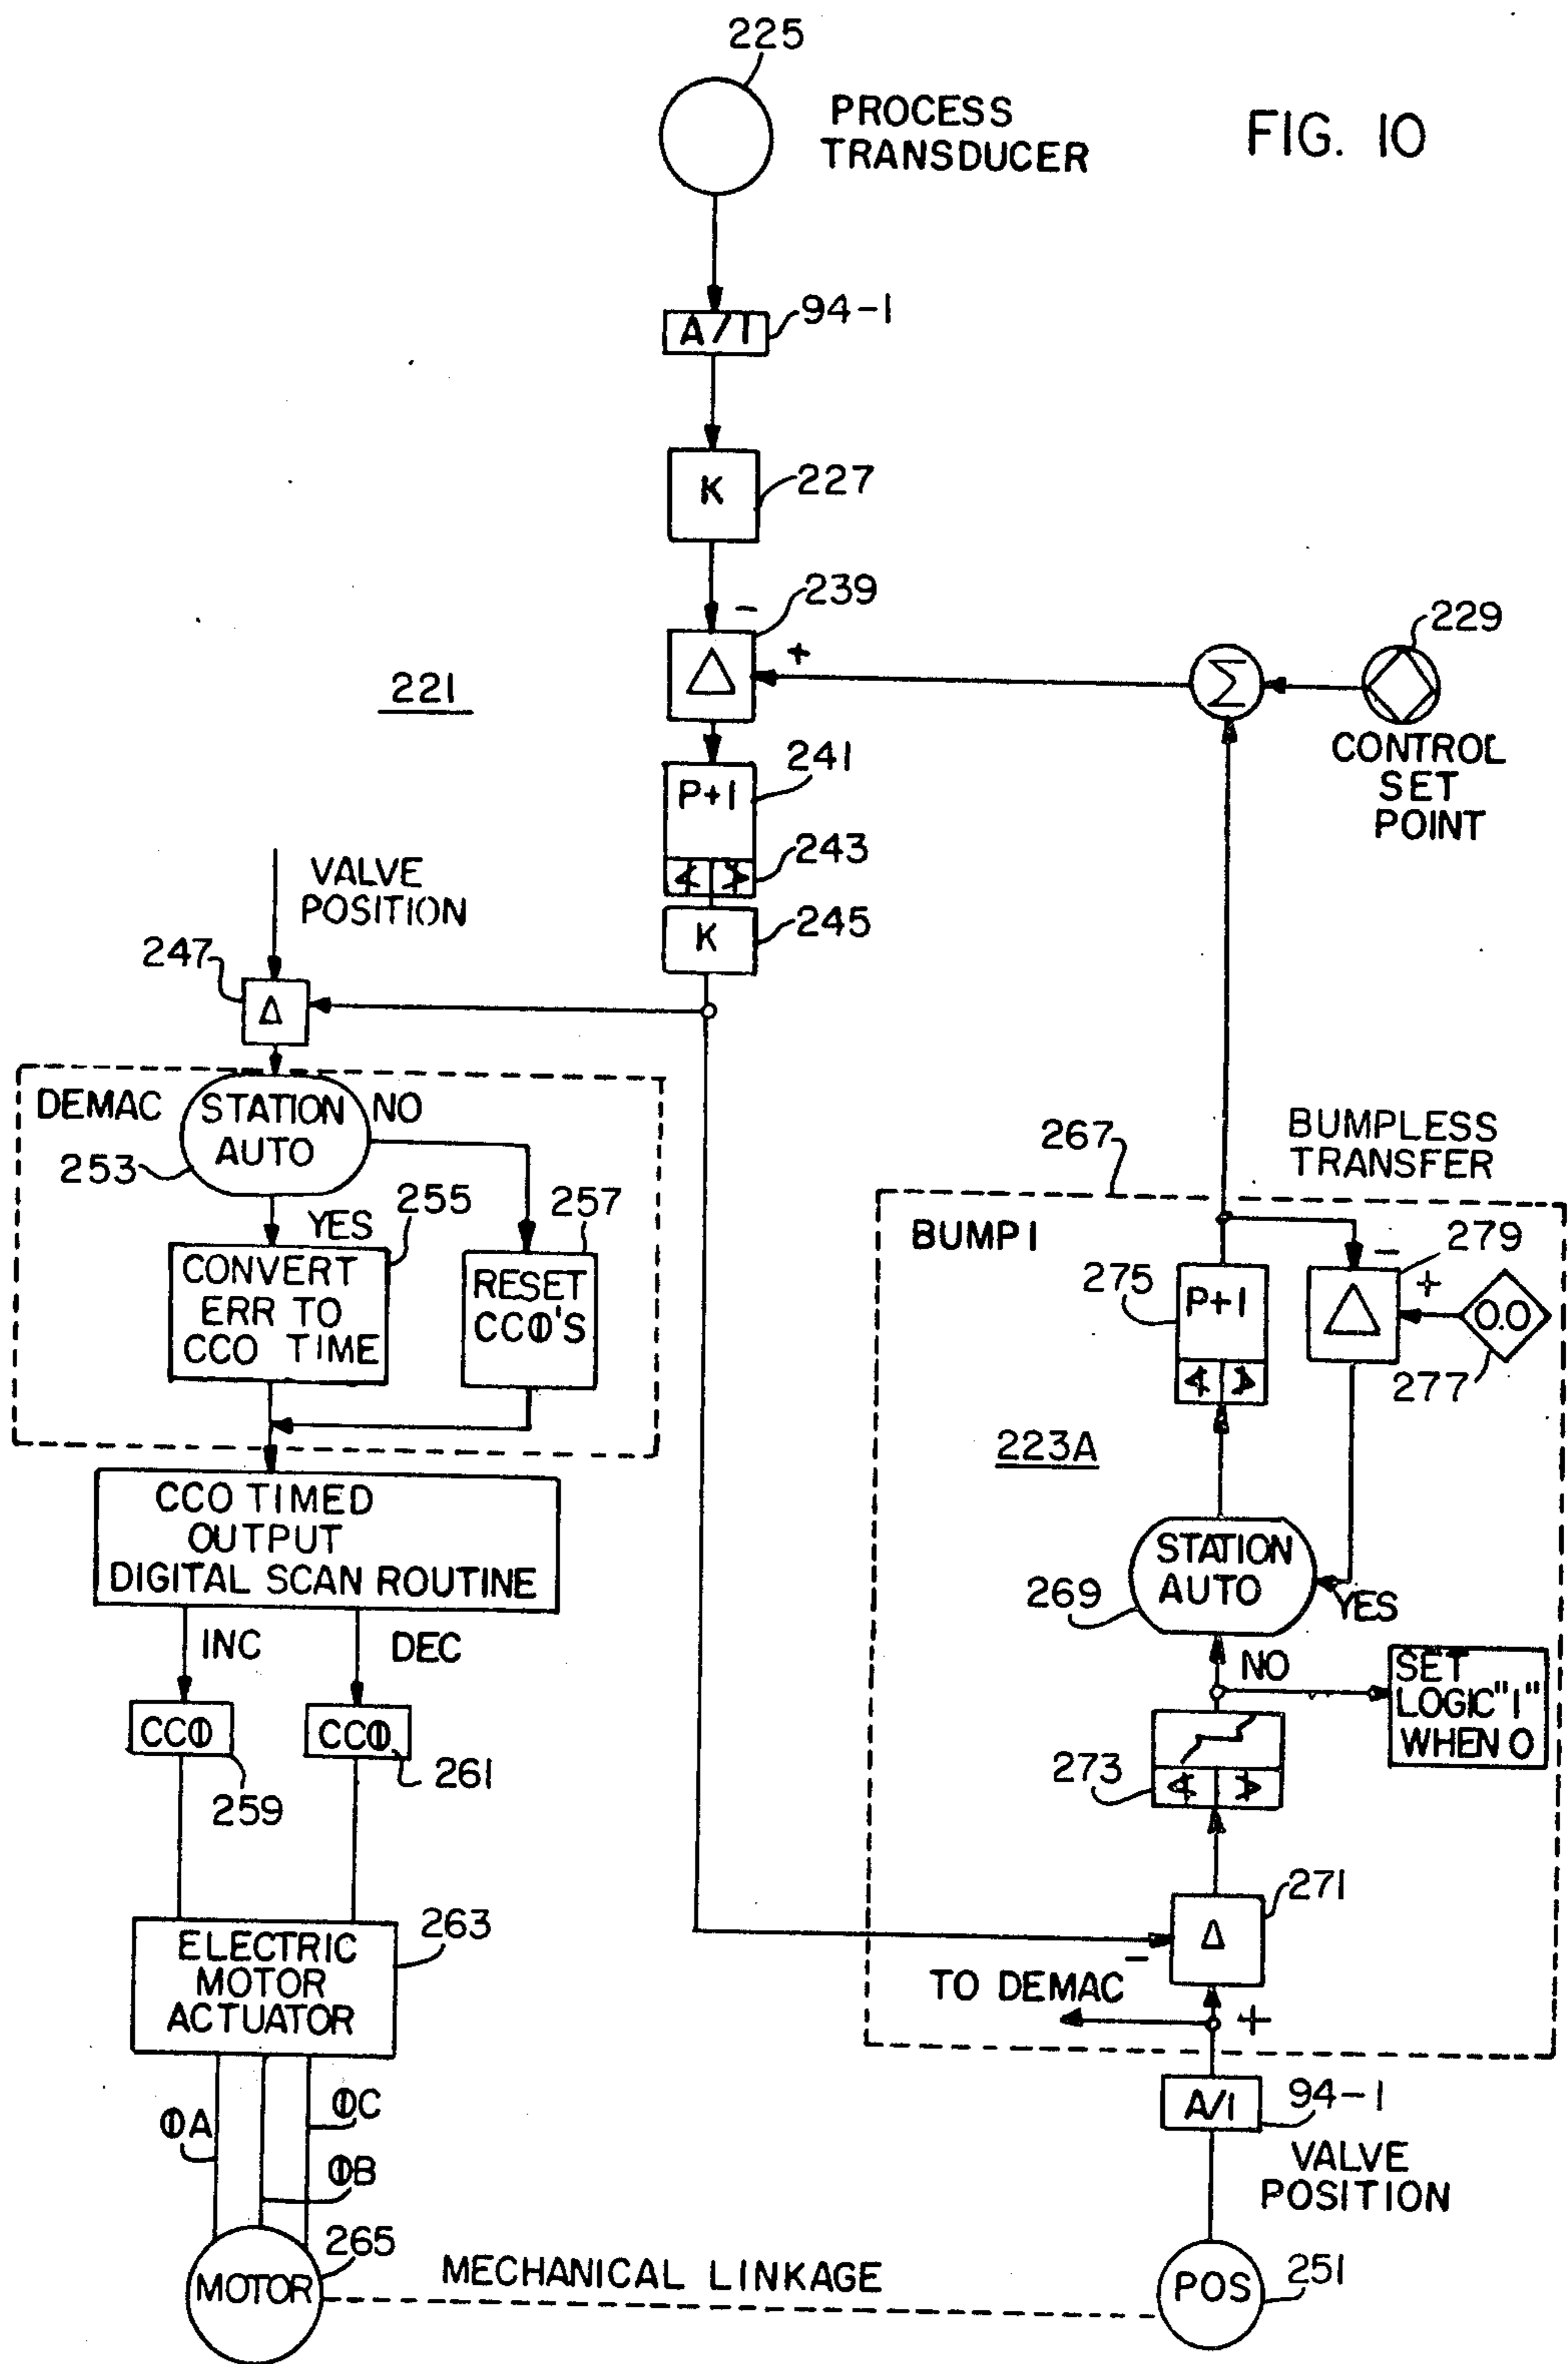 225
PROCESS
TRANSDUCER
FIG. 10
A/I
94-1
K
227
239
-
+
Δ
Σ
229
CONTROL
SET
POINT
221
241
P+I
243
245
K
VALVE
POSITION
247
Δ
DEMAC
STATION
AUTO
NO
253
YES
255
257
CONVERT
ERR TO
CCO TIME
RESET
CCO'S
CCO TIMED
OUTPUT
DIGITAL SCAN ROUTINE
INC
DEC
CCO
CCO
259
261
ELECTRIC
MOTOR
ACTUATOR
263
ΦA
ΦC
ΦB
MOTOR
265
MECHANICAL LINKAGE
267
BUMPLESS
TRANSFER
BUMP1
275
P+I
-
+
279
Δ
0.0
277
223A
STATION
AUTO
269
YES
NO
SET
LOGIC "1"
WHEN 0
273
271
Δ
-
TO DEMAC
+
A/I
94-1
VALVE
POSITION
POS
251